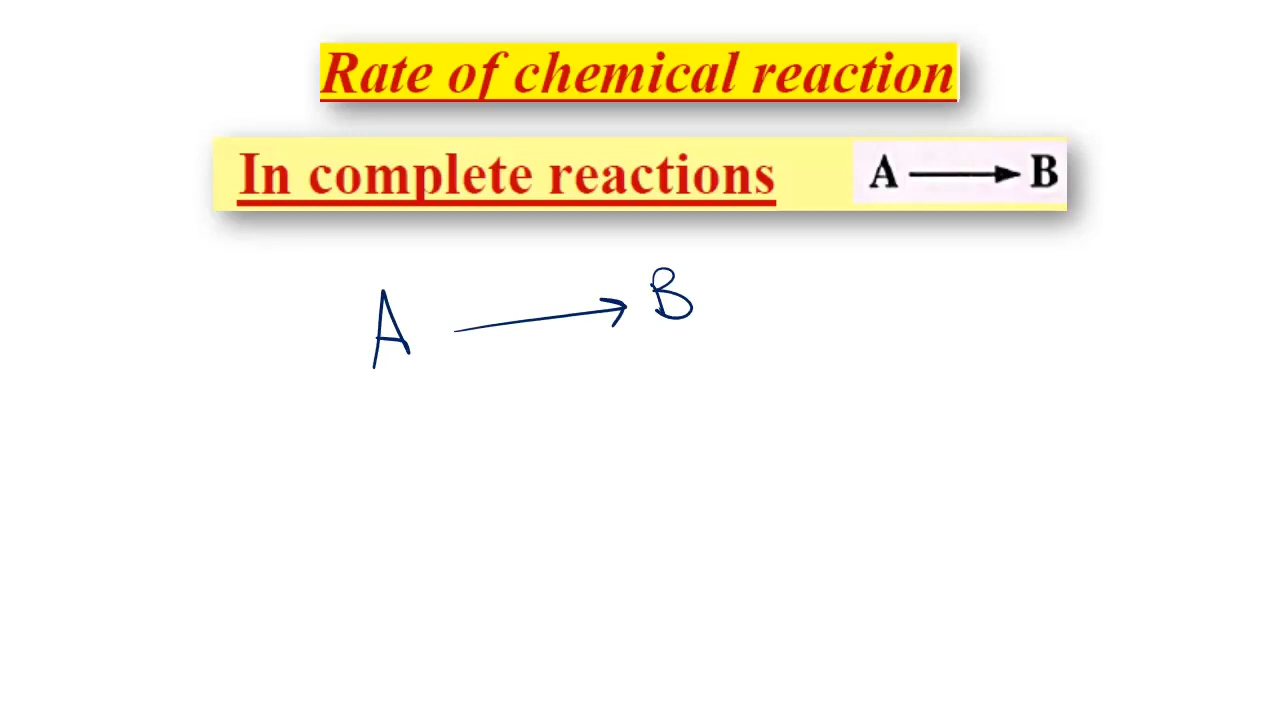 Rate of chemical reaction
In complete reactions A ⟶ B
A ⟶ B